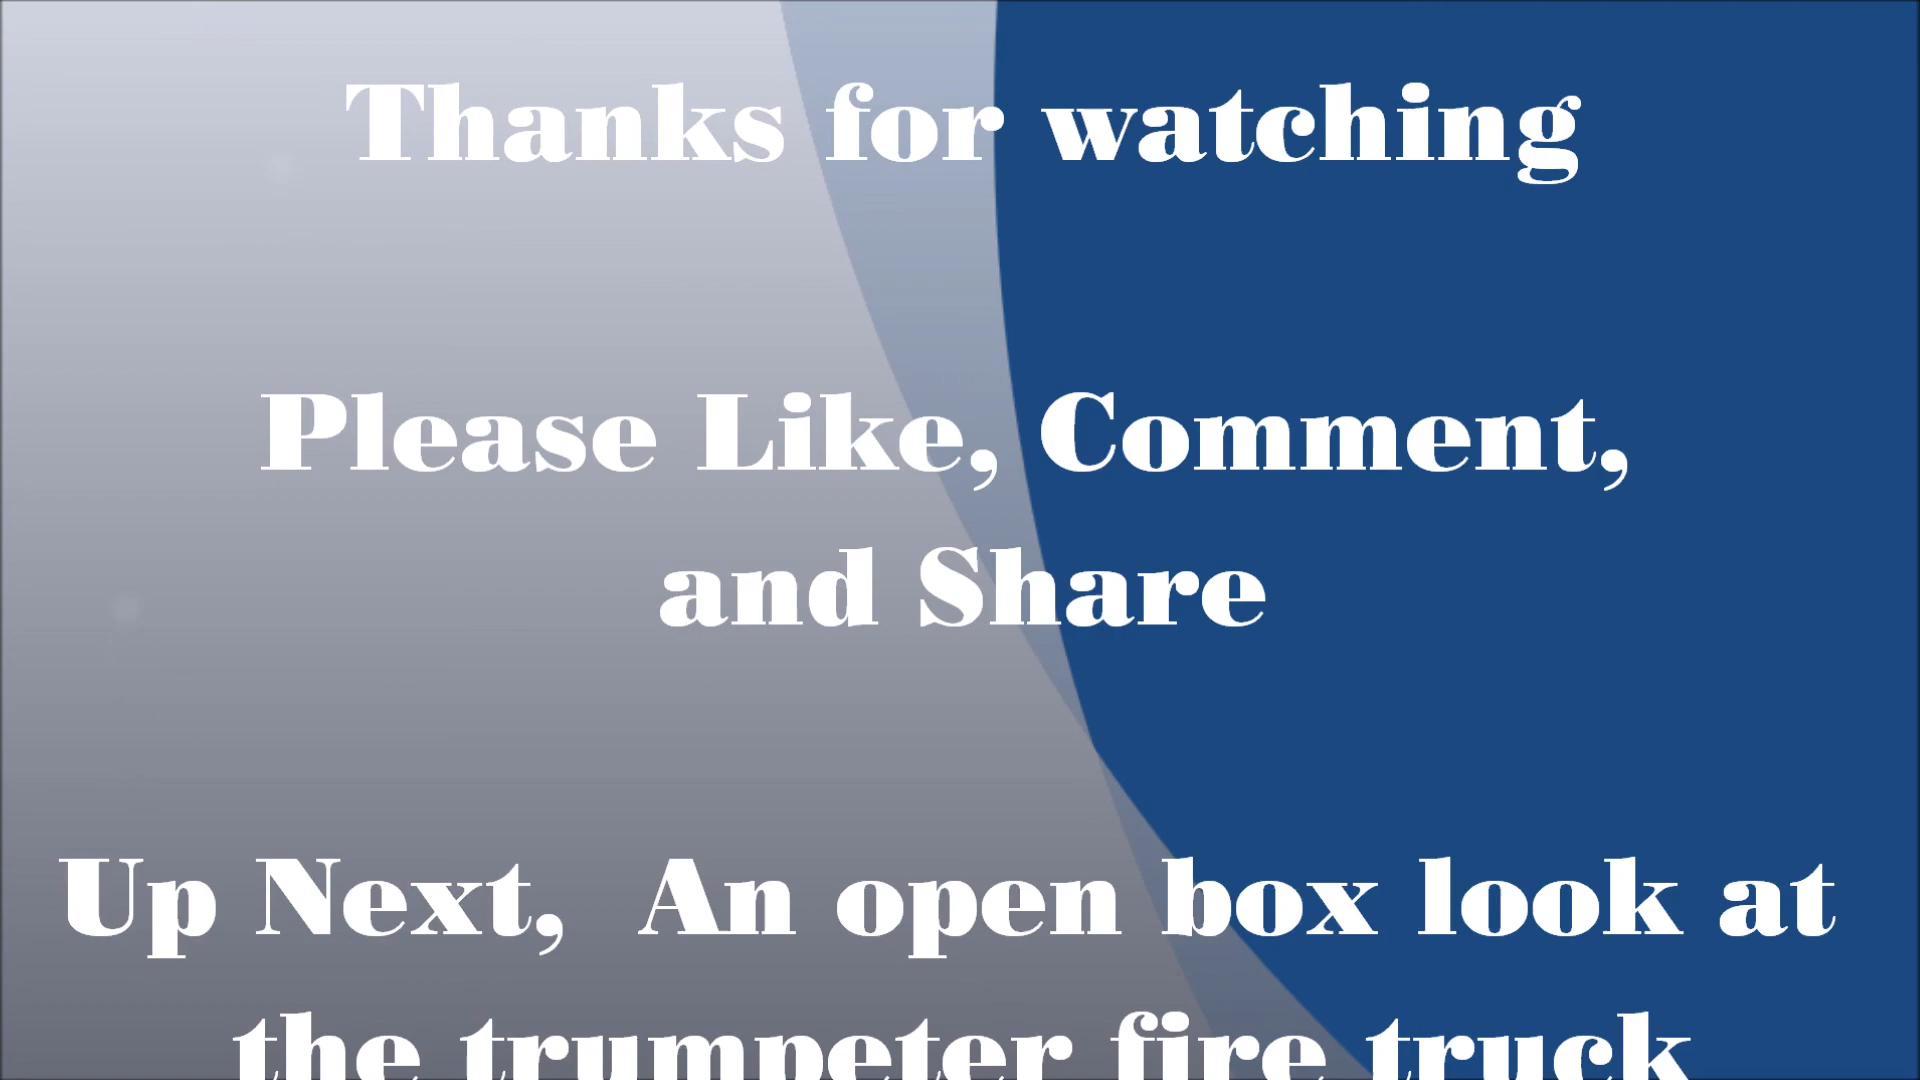 Thanks for watching
Please Like, Comment,
and Share
Up Next, An open box look at
the trumpeter fire truck